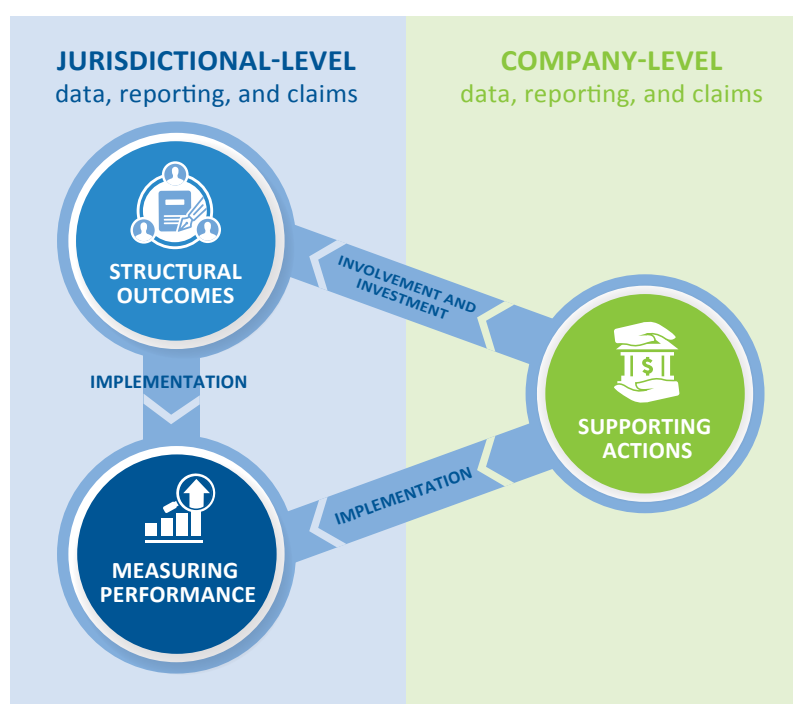 JURISDICTIONAL-LEVEL
data, reporting, and claims
COMPANY-LEVEL
data, reporting, and claims
STRUCTURAL
OUTCOMES
INVOLVEMENT AND
INVESTMENT
IMPLEMENTATION
$
SUPPORTING
ACTIONS
IMPLEMENTATION
MEASURING
PERFORMANCE